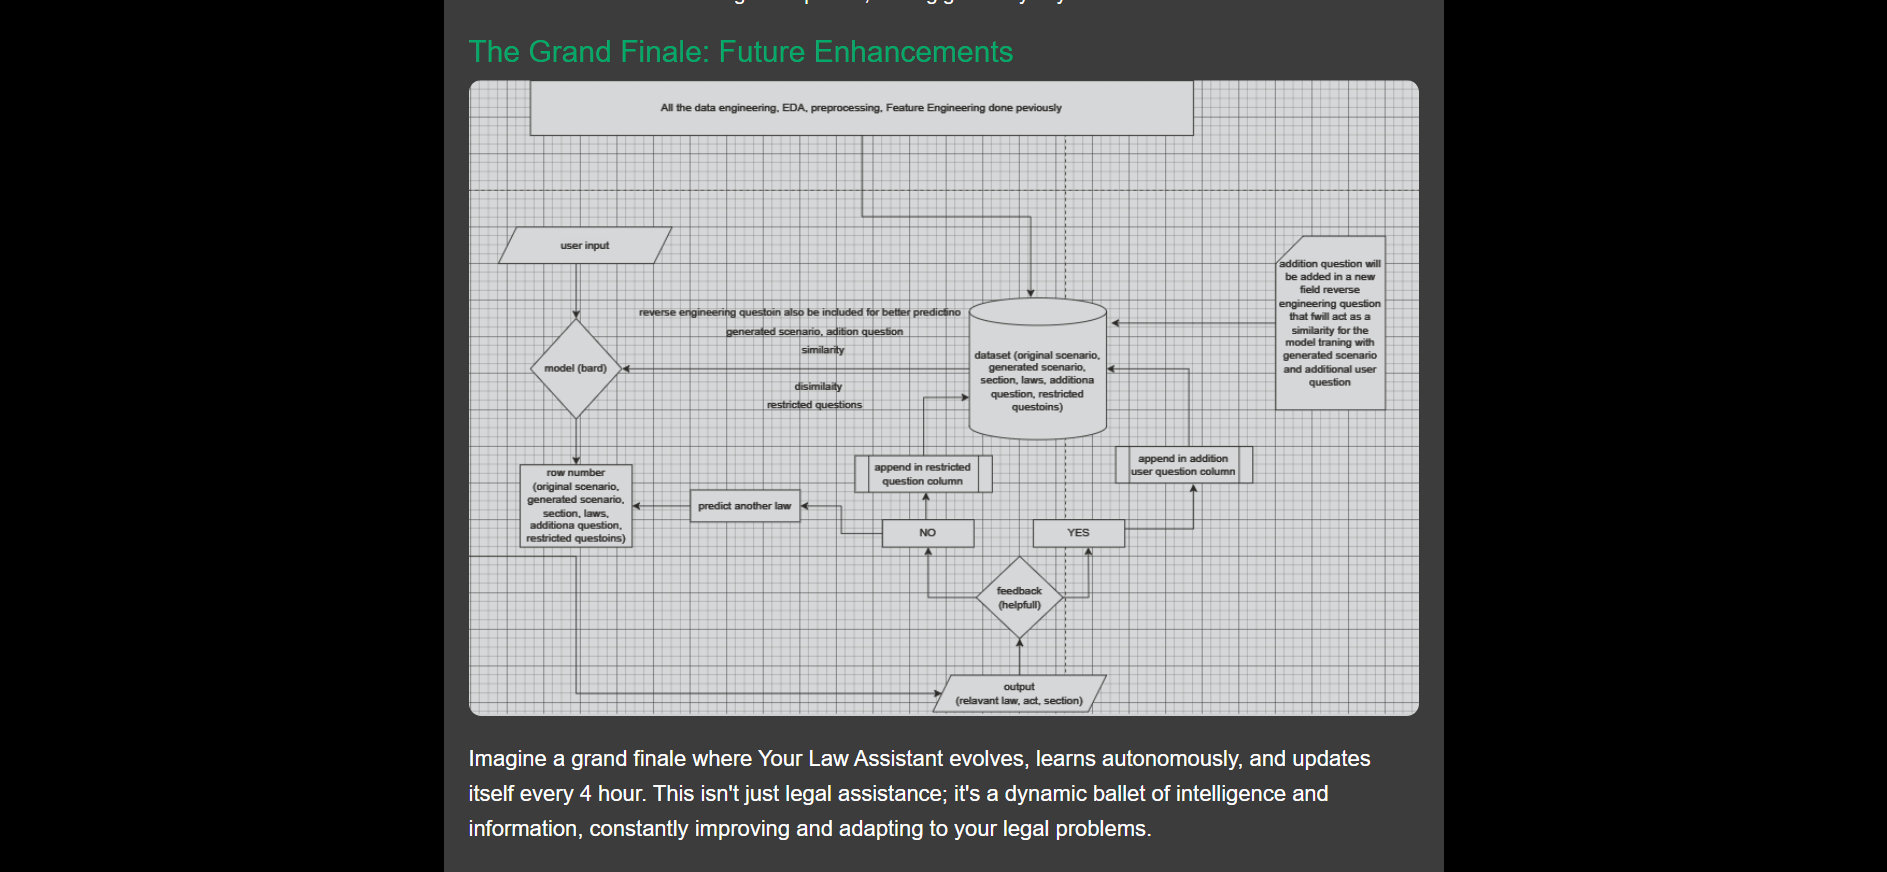 The Grand Finale: Future Enhancements
All the data engineering, EDA, preprocessing, Feature Engineering done peviously
user input
addition question will
be added in a new
field reverse
engineering question
that fwill act as a
similarity for the
model traning with
generated scenario
and additional user
question
reverse engineering questoin also be included for better predictino
generated scenario, adition question
similarity
model (bard)
disimilaity
restricted questions
dataset (original scenario,
generated scenario,
section, laws, additiona
question, restricted
questoins)
append in restricted
question column
append in addition
user question column
row number
(original scenario,
generated scenario,
section, laws,
additiona question,
restricted questoins)
predict another law
NO
YES
feedback
(helpfull)
output
(relavant law, act, section)
Imagine a grand finale where Your Law Assistant evolves, learns autonomously, and updates
itself every 4 hour. This isn't just legal assistance; it's a dynamic ballet of intelligence and
information, constantly improving and adapting to your legal problems.